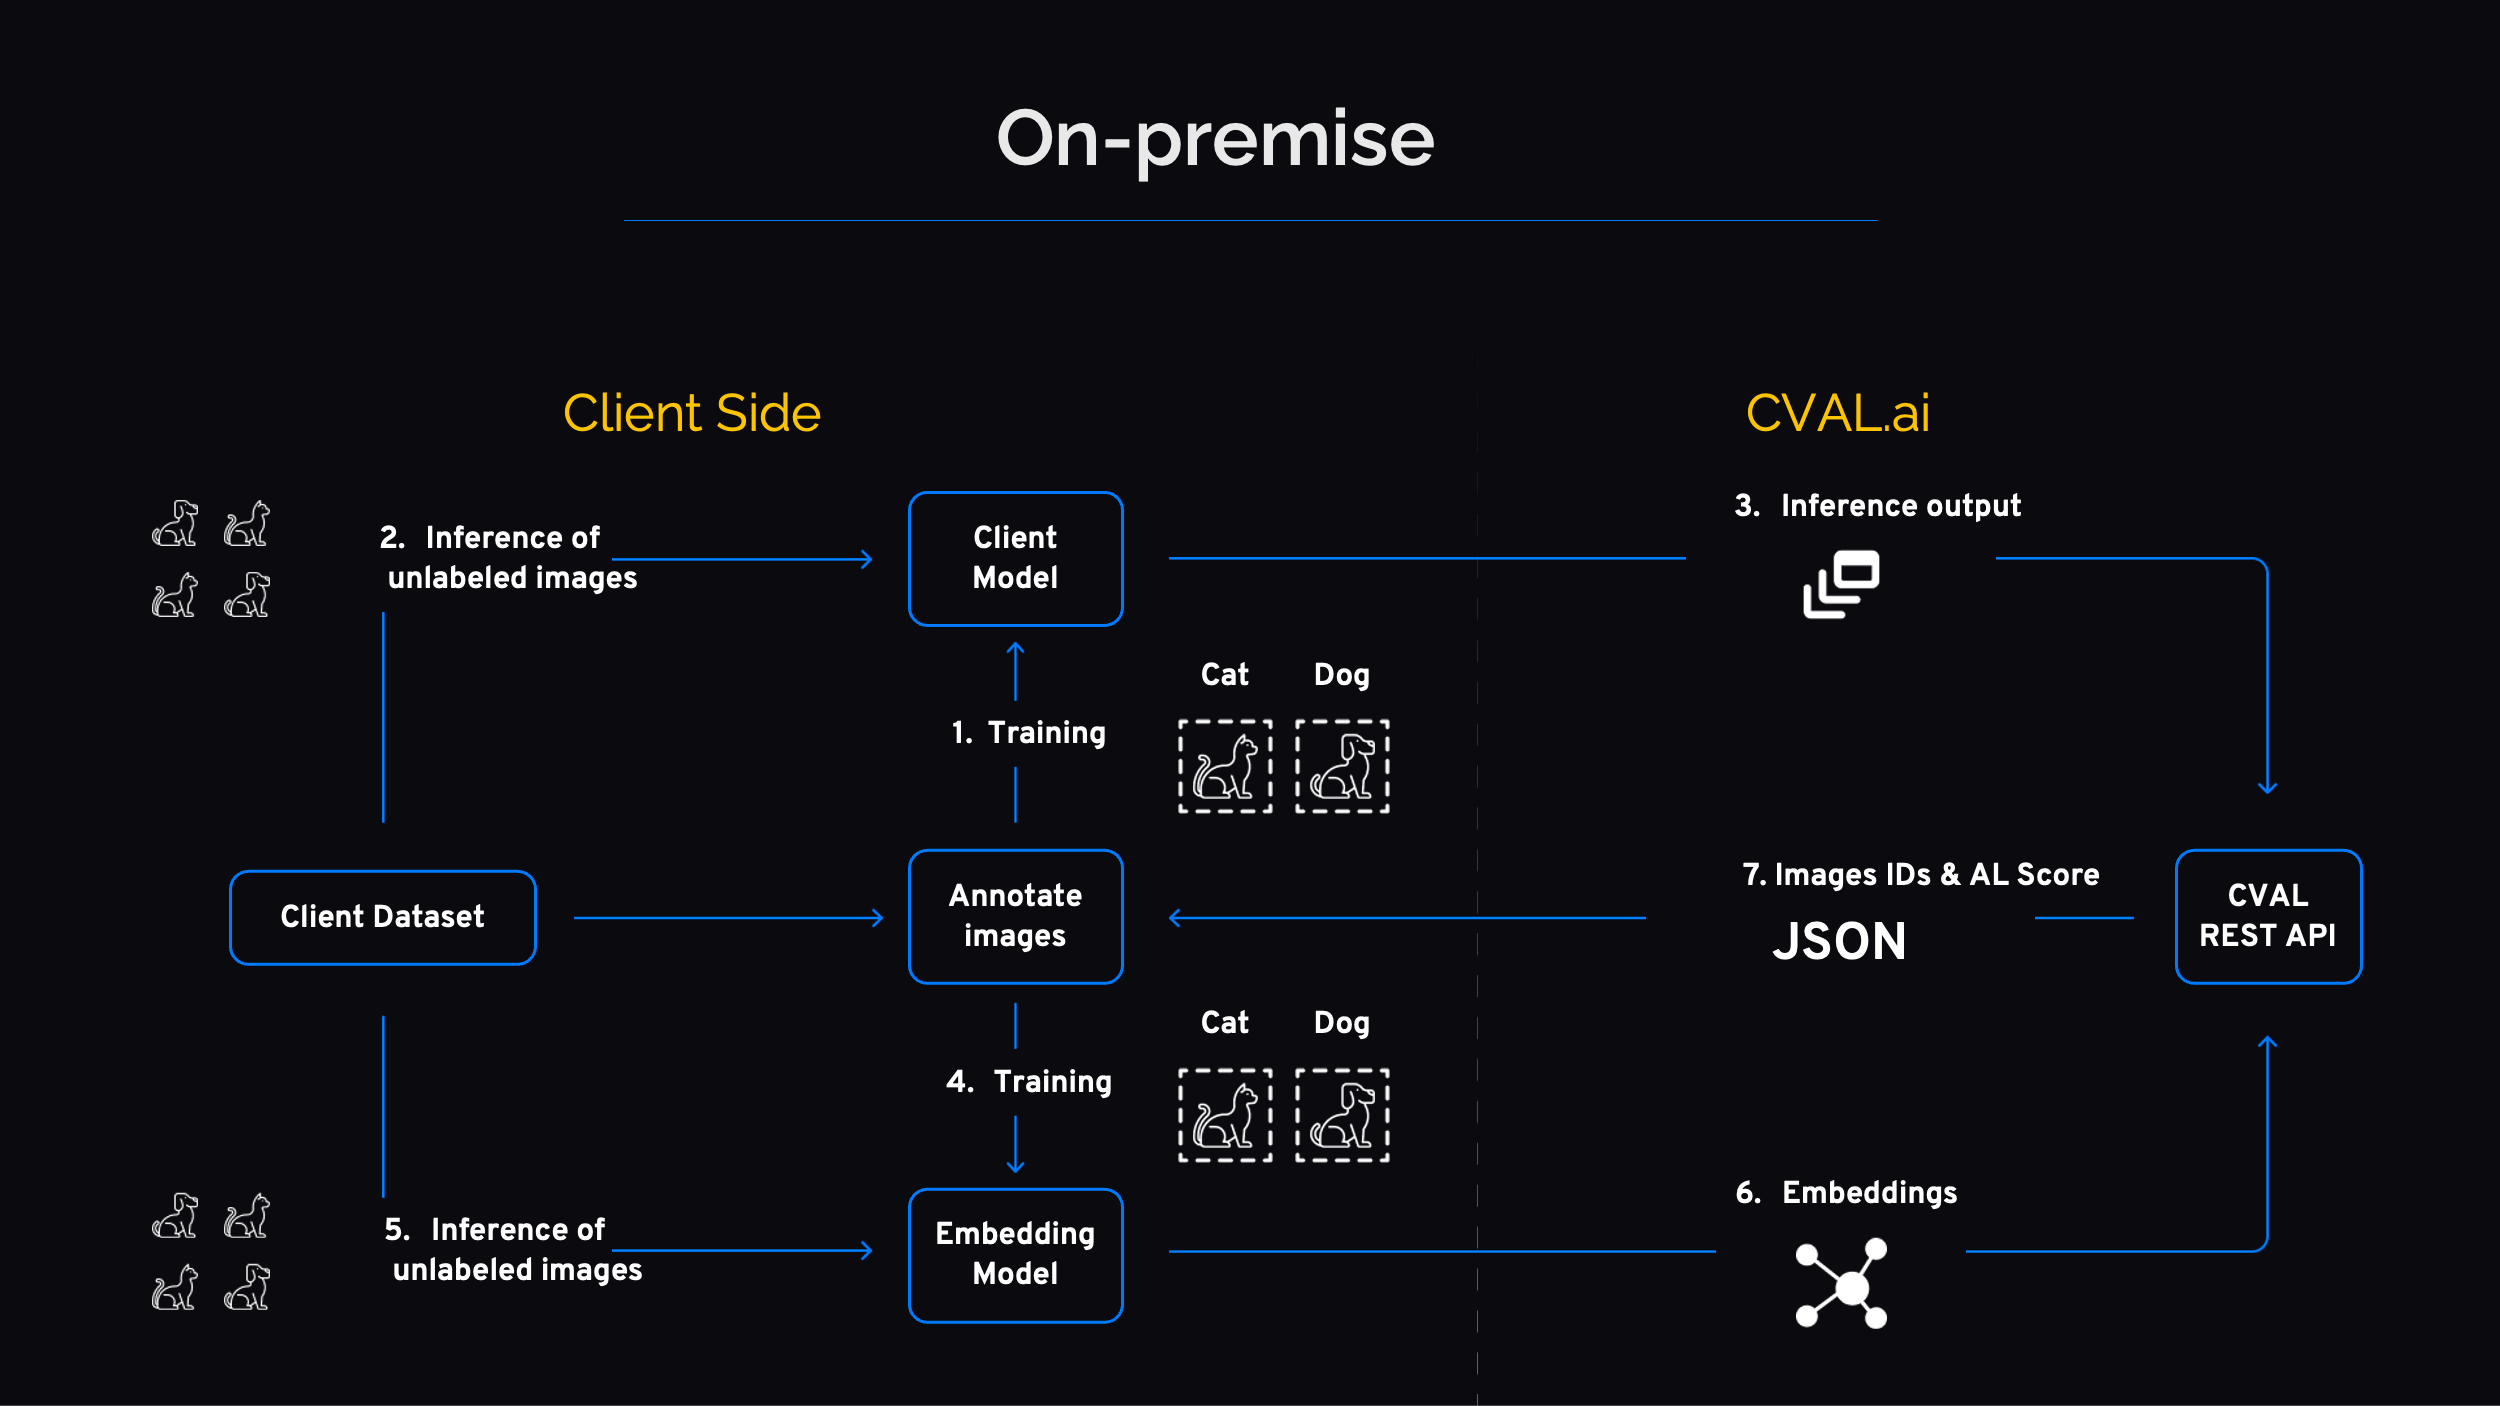 On-premise
Client Side
CVAL.ai
2. Inference of
unlabeled images
Client
Model
3. Inference output
1. Training
Cat
Dog
Client Dataset
Annotate
images
7. Images IDs & AL Score
JSON
CVAL
REST API
4. Training
Cat
Dog
5. Inference of
unlabeled images
Embedding
Model
6. Embeddings